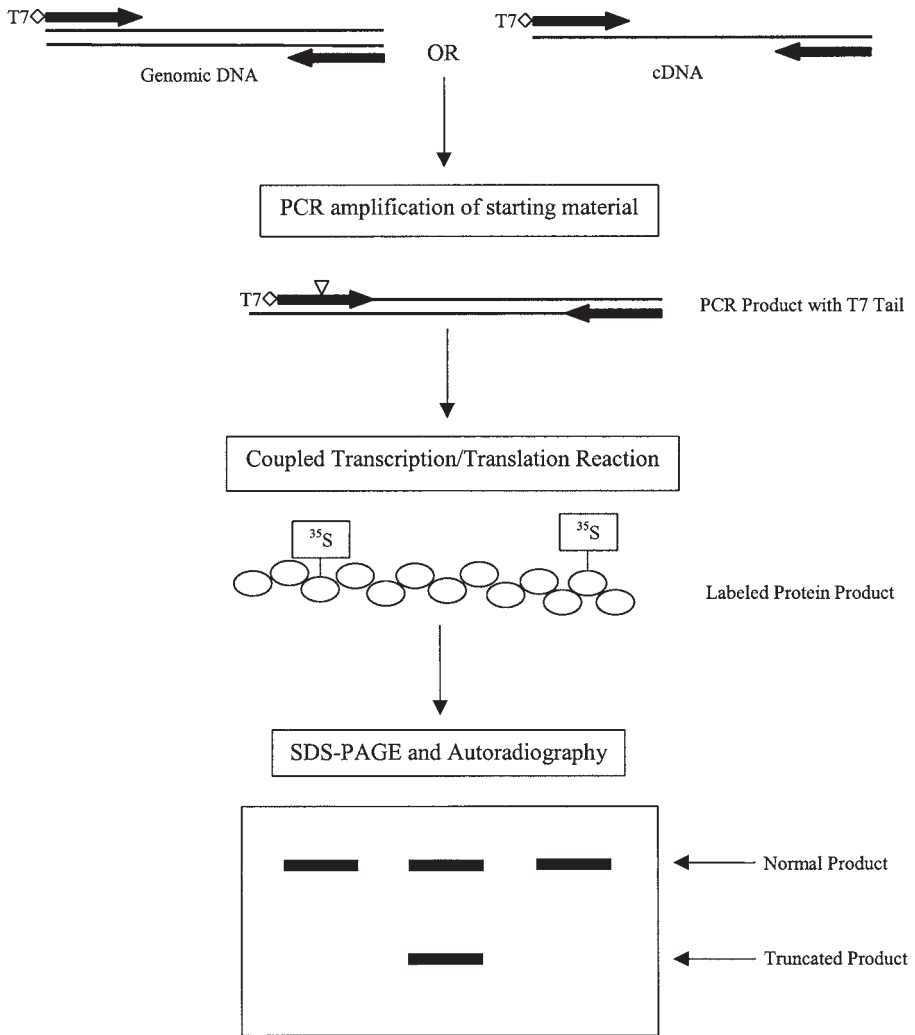 T7
T7
OR
Genomic DNA
cDNA
PCR amplification of starting material
T7
PCR Product with T7 Tail
Coupled Transcription/Translation Reaction
35S
35S
Labeled Protein Product
SDS-PAGE and Autoradiography
Normal Product
Truncated Product